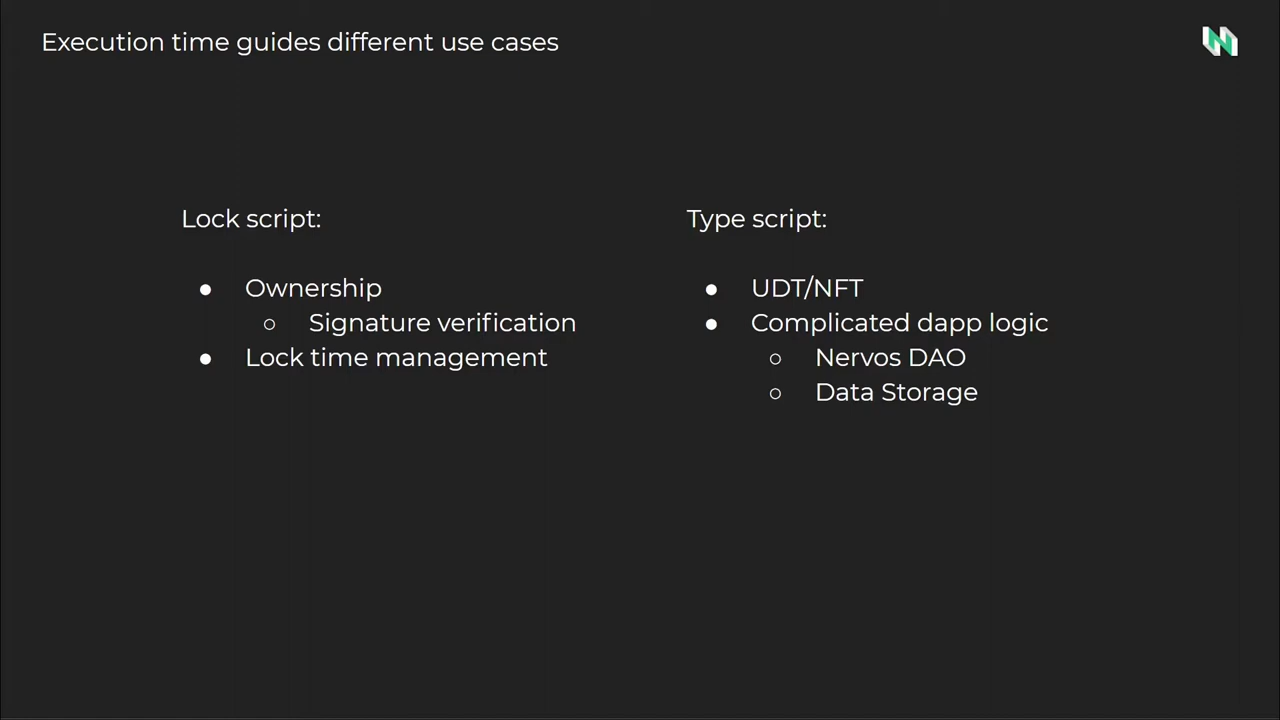 Execution time guides different use cases
Lock script:
● Ownership
○ Signature verification
● Lock time management
Type script:
● UDT/NFT
● Complicated dapp logic
○ Nervos DAO
○ Data Storage